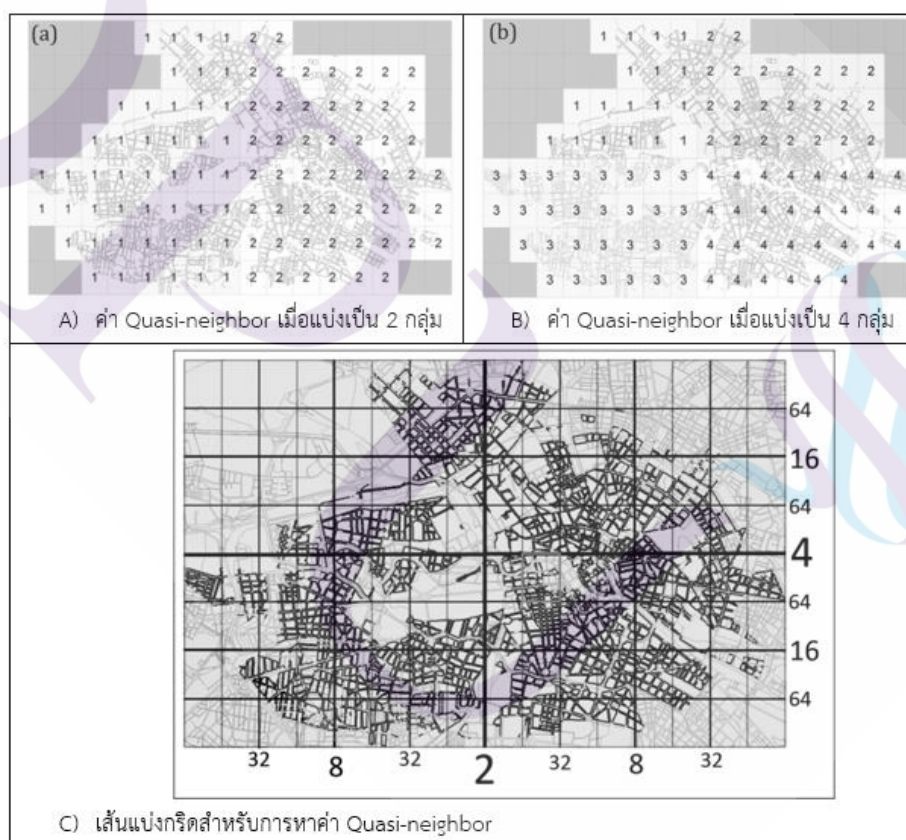 (a)
1 1 1 1 2 2
1 1 1 2 2 2 2 2 2 2
1 1 1 1 1 2 2 2 2 2 2 2
1 1 1 1 1 1 2 2 2 2 2 2 2
1 1 1 1 1 1 1 1 2 2 2 2 2 2 2 2
1 1 1 1 1 1 1 1 2 2 2 2 2 2 2 2
1 1 1 1 1 1 1 2 2 2 2 2 2 2 2
1 1 1 1 1 1 2 2 2 2 2 2
A) ค่า Quasi-neighbor เมื่อแบ่งเป็น 2 กลุ่ม
(b)
1 1 1 1 2 2
1 1 1 2 2 2 2 2 2 2
1 1 1 1 1 2 2 2 2 2 2 2
1 1 1 1 1 1 2 2 2 2 2 2 2
3 3 3 3 3 3 3 3 4 4 4 4 4 4 4 4
3 3 3 3 3 3 3 3 4 4 4 4 4 4 4 4
3 3 3 3 3 3 3 4 4 4 4 4 4 4 4
3 3 3 3 3 3 4 4 4 4 4 4
B) ค่า Quasi-neighbor เมื่อแบ่งเป็น 4 กลุ่ม
64
16
64
4
64
16
64
32 8 32 2 32 8 32
C) เส้นแบ่งกริดสำหรับการหาค่า Quasi-neighbor